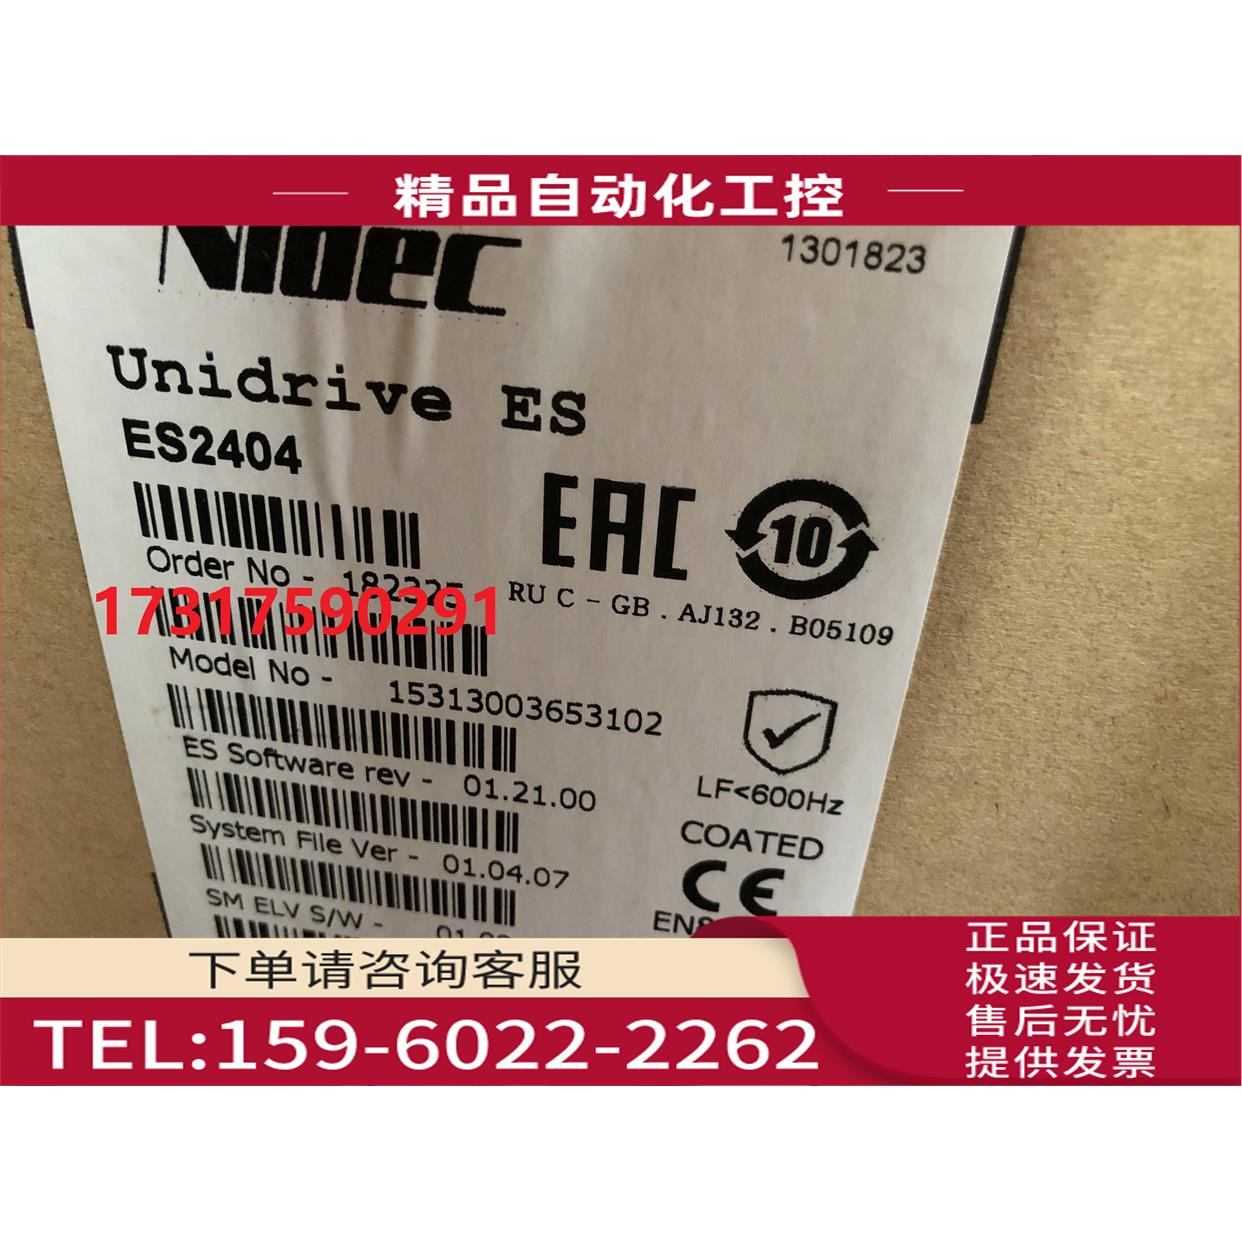 精品自动化工控
Nidec
1301823
Unidrive ES
ES2404
EAC
10
Order No -
17317590291
RU C - GB . AJ132 . B05109
Model No - 15313003653102
ES Software rev - 01.21.00
LF<600Hz
System File Ver - 01.04.07
COATED
CE
SM ELV S/W -
下单请咨询客服
TEL:159-6022-2262
正品保证
极速发货
售后无忧
提供发票